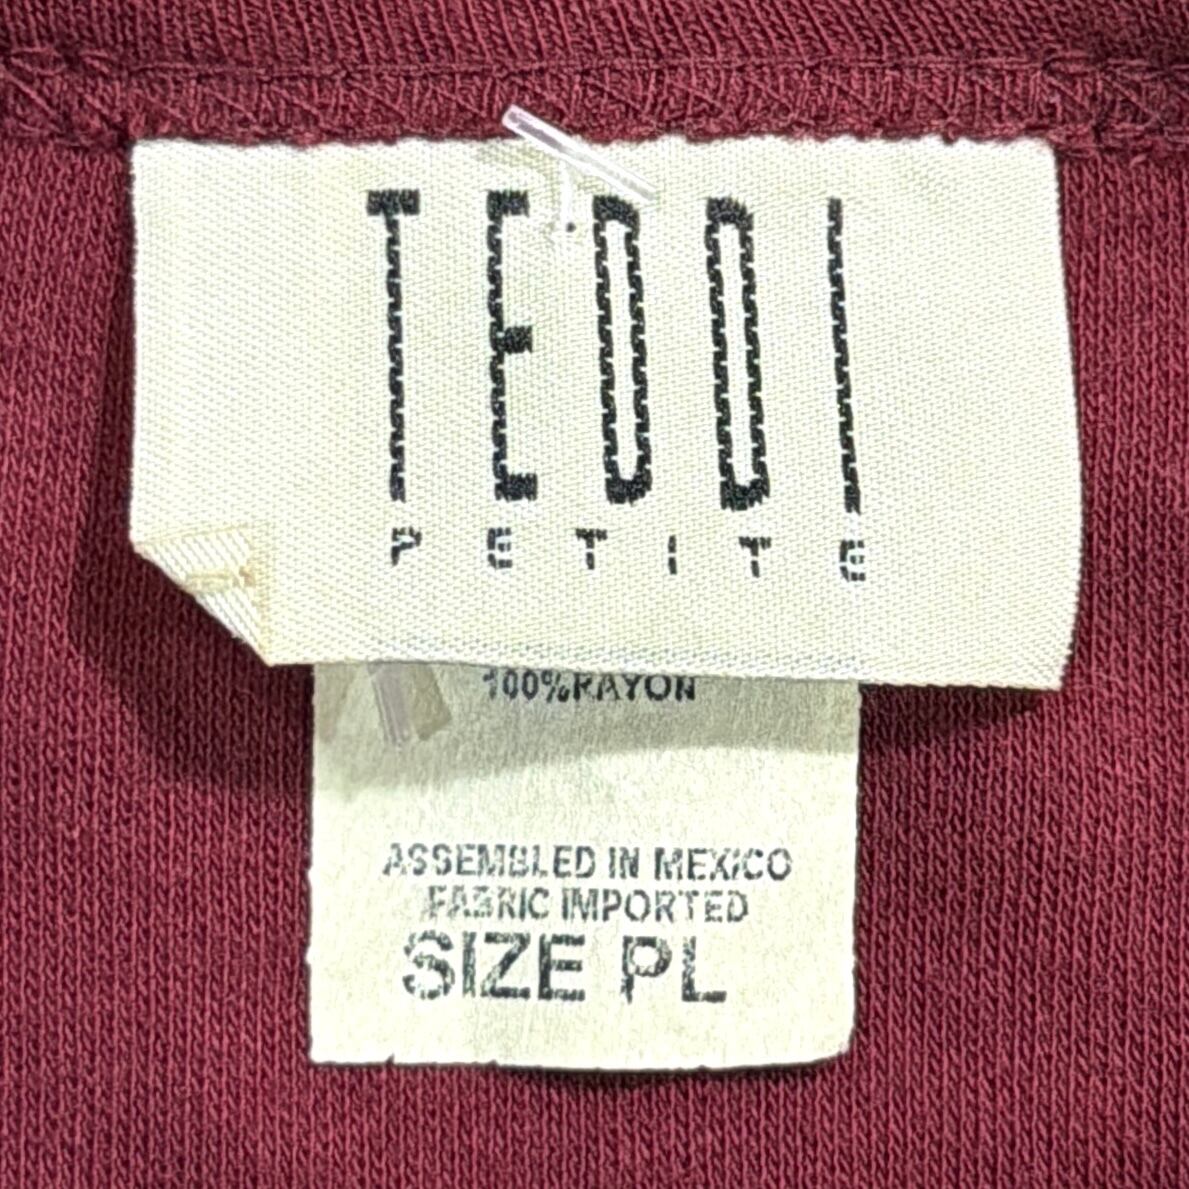 TEDDI
PETITE
100%RAYON
ASSEMBLED IN MEXICO
FABRIC IMPORTED
SIZE PL